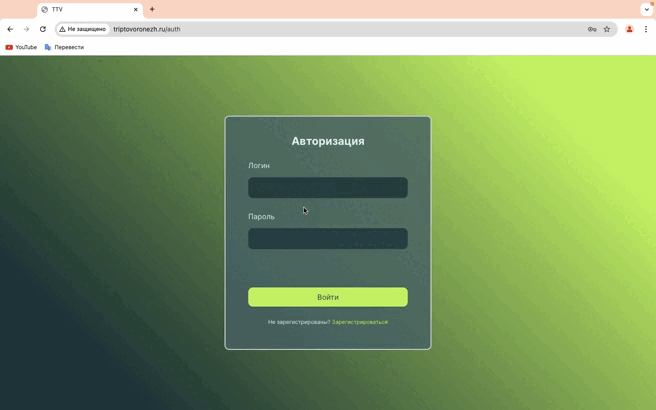 TTV
Не защищено triptovoronezh.ru/auth
YouTube Перевести
Авторизация
Логин
Пароль
Войти
Не зарегистрированы? Зарегистрироваться